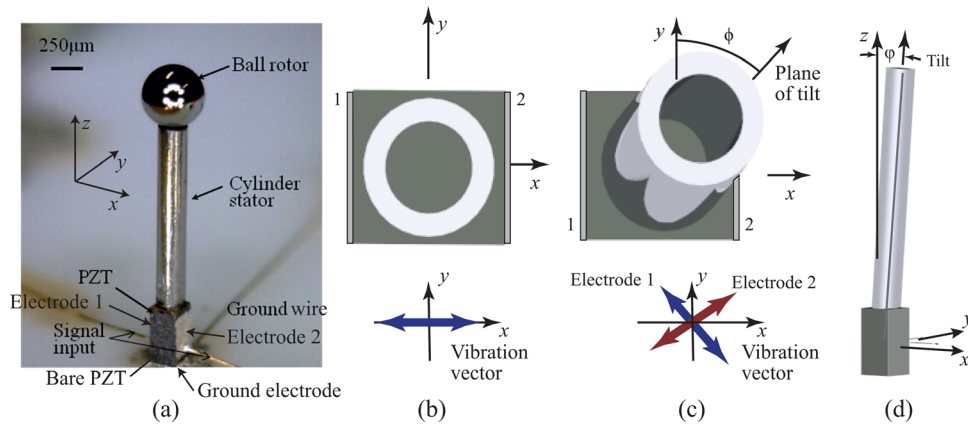 250μm
Ball rotor
z
y
x
Cylinder
stator
PZT
Electrode 1
Signal
input
Bare PZT
Ground wire
Electrode 2
Ground electrode
(a)
y
1
2
x
y
x
Vibration
vector
(b)
y
ϕ
Plane
of tilt
x
1
2
Electrode 1
y
Electrode 2
x
Vibration
vector
(c)
z
φ
Tilt
y
x
(d)